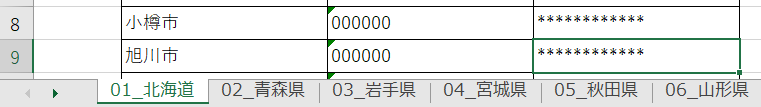 8 小樽市 000000 ************
9 旭川市 000000 ************
01_北海道 02_青森県 03_岩手県 04_宮城県 05_秋田県 06_山形県